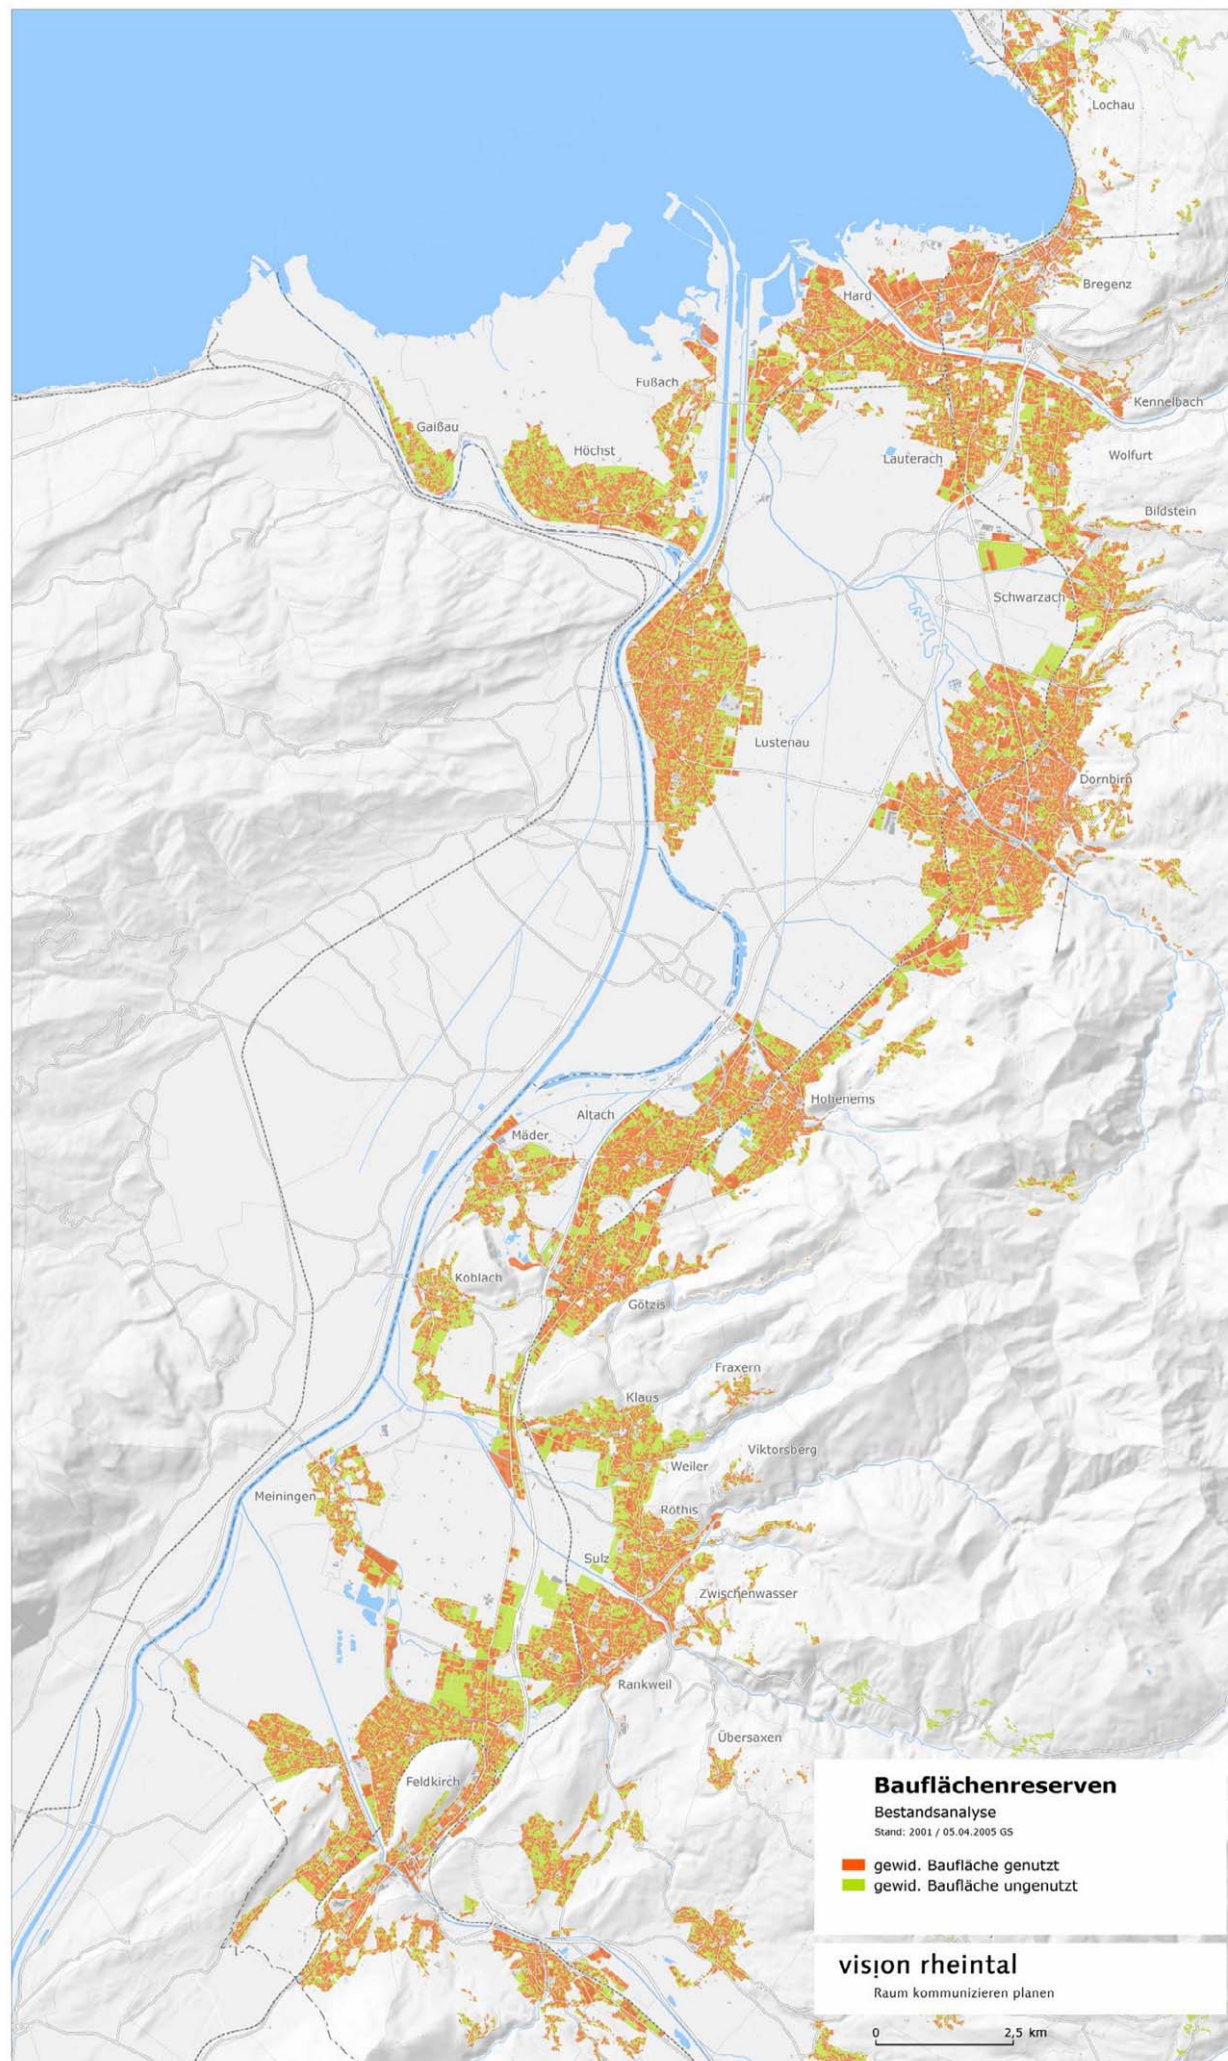 Lochau
Bregenz
Hard
Fußach
Kennelbach
Gaißau
Höchst
Lauterach
Wolfurt
Bildstein
Schwarzach
Lustenau
Dornbirn
Hohenems
Altach
Mäder
Koblach
Götzis
Fraxern
Klaus
Viktorsberg
Weiler
Meiningen
Röthis
Sulz
Zwischenwasser
Rankweil
Übersaxen
Feldkirch
Bauflächenreserven
Bestandsanalyse
Stand: 2001 / 05.04.2005 GS
gewid. Baufläche genutzt
gewid. Baufläche ungenutzt
vision rheintal
Raum kommunizieren planen
0 2,5 km